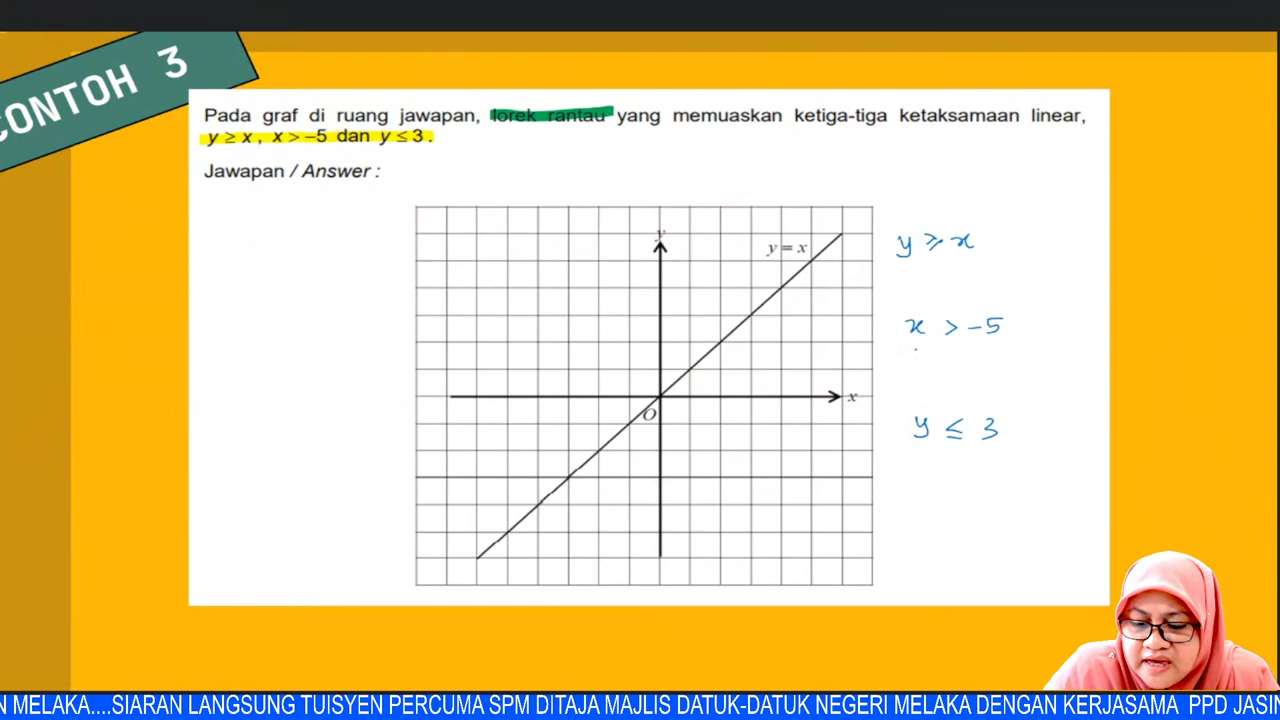 CONTOH 3
Pada graf di ruang jawapan, lorek rantau yang memuaskan ketiga-tiga ketaksamaan linear,
y ≥ x , x > –5 dan y ≤ 3 .
Jawapan / Answer :
y
y = x
x
O
y ≥ x
x > -5
y ≤ 3
N MELAKA....SIARAN LANGSUNG TUISYEN PERCUMA SPM DITAJA MAJLIS DATUK-DATUK NEGERI MELAKA DENGAN KERJASAMA PPD JASIN